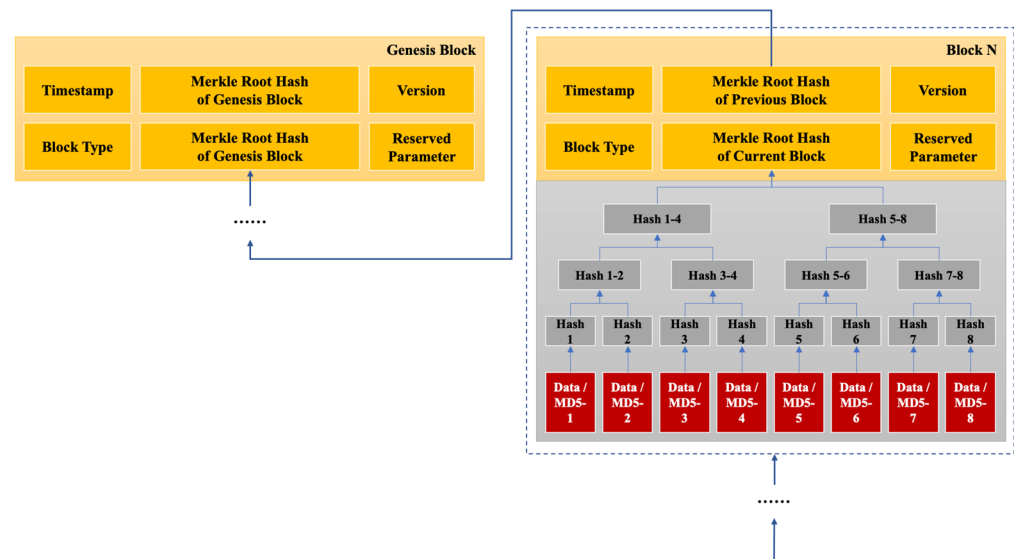 Genesis Block
Timestamp
Merkle Root Hash
of Genesis Block
Version
Block Type
Merkle Root Hash
of Genesis Block
Reserved
Parameter
......
Block N
Timestamp
Merkle Root Hash
of Previous Block
Version
Block Type
Merkle Root Hash
of Current Block
Reserved
Parameter
Hash 1-4
Hash 5-8
Hash 1-2
Hash 3-4
Hash 5-6
Hash 7-8
Hash
1
Hash
2
Hash
3
Hash
4
Hash
5
Hash
6
Hash
7
Hash
8
Data /
MD5-
1
Data /
MD5-
2
Data /
MD5-
3
Data /
MD5-
4
Data /
MD5-
5
Data /
MD5-
6
Data /
MD5-
7
Data /
MD5-
8
......